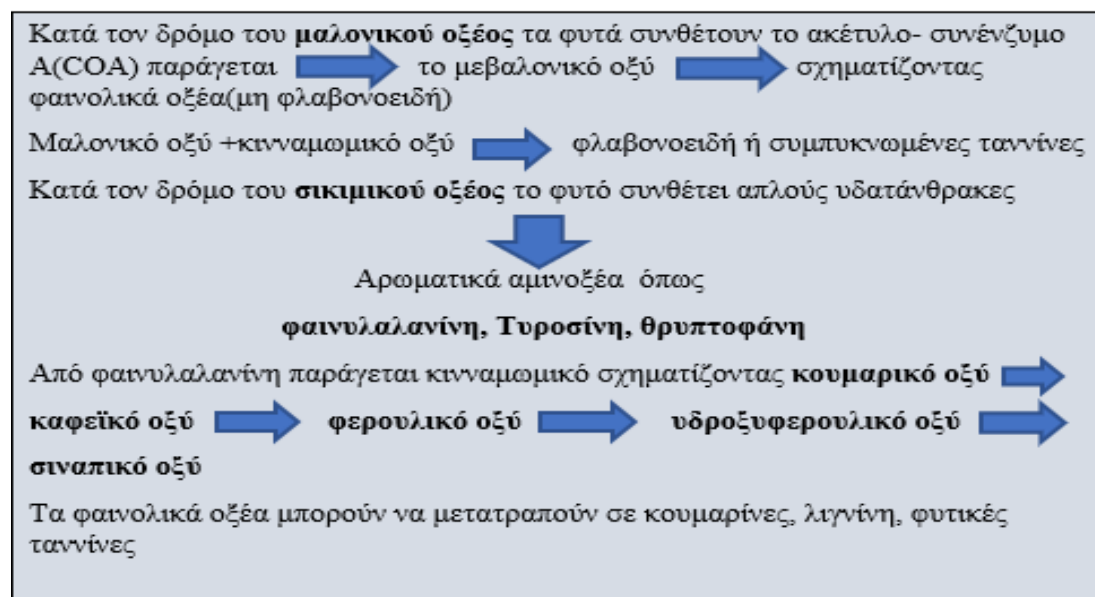 Κατά τον δρόμο του μαλονικού οξέος τα φυτά συνθέτουν το ακέτυλο- συνένζυμο
Α(COA) παράγεται το μεβαλονικό οξύ σχηματίζοντας
φαινολικά οξέα(μη φλαβονοειδή)
Μαλονικό οξύ +κινναμωμικό οξύ φλαβονοειδή ή συμπυκνωμένες ταννίνες
Κατά τον δρόμο του σικιμικού οξέος το φυτό συνθέτει απλούς υδατάνθρακες
Αρωματικά αμινοξέα όπως
φαινυλαλανίνη, Τυροσίνη, θρυπτοφάνη
Από φαινυλαλανίνη παράγεται κινναμωμικό σχηματίζοντας κουμαρικό οξύ
καφεϊκό οξύ φερουλικό οξύ υδροξυφερουλικό οξύ
σιναπικό οξύ
Τα φαινολικά οξέα μπορούν να μετατραπούν σε κουμαρίνες, λιγνίνη, φυτικές
ταννίνες